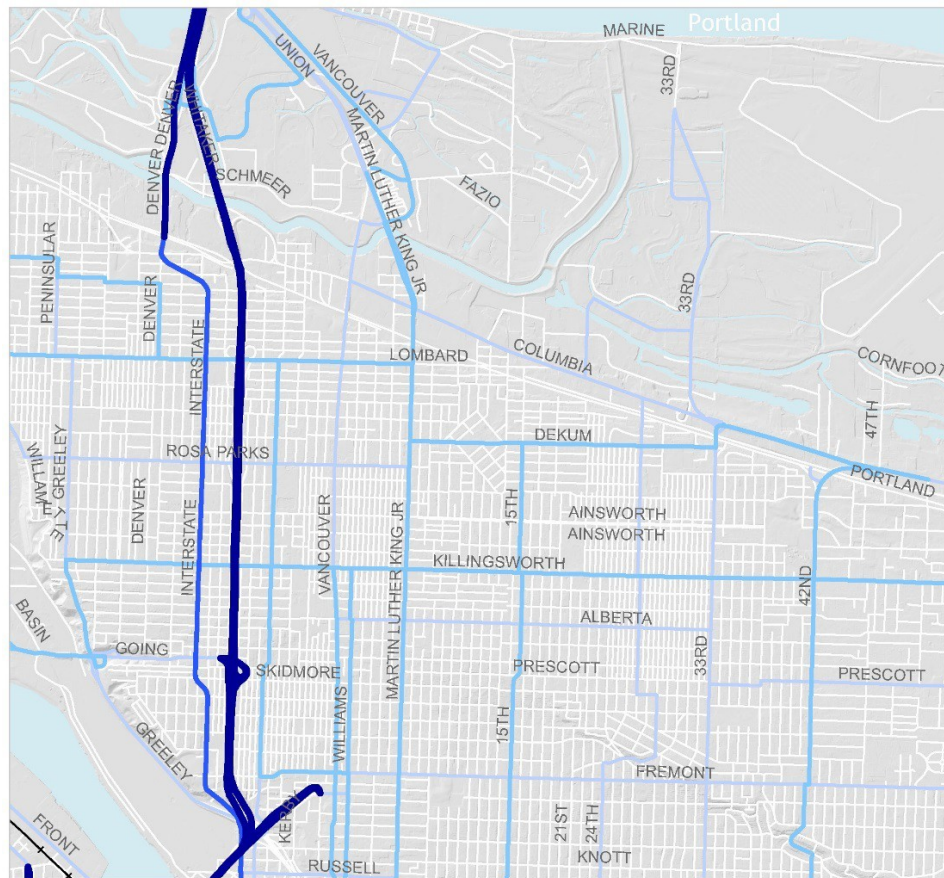 Portland
MARINE
UNION
VANCOUVER
33RD
DENVER
DENVER
WHITAKER
MARTIN LUTHER KING JR
SCHMEER
FAZIO
PENINSULAR
DENVER
INTERSTATE
33RD
LOMBARD
COLUMBIA
CORNFOOT
47TH
DEKUM
ROSA PARKS
GREELEY
PORTLAND
DENVER
INTERSTATE
VANCOUVER
MARTIN LUTHER KING JR
15TH
AINSWORTH
AINSWORTH
KILLINGSWORTH
42ND
BASIN
ALBERTA
GOING
SKIDMORE
PRESCOTT
33RD
PRESCOTT
WILLIAMS
15TH
GREELEY
FREMONT
KERBY
21ST
24TH
FRONT
RUSSELL
KNOTT